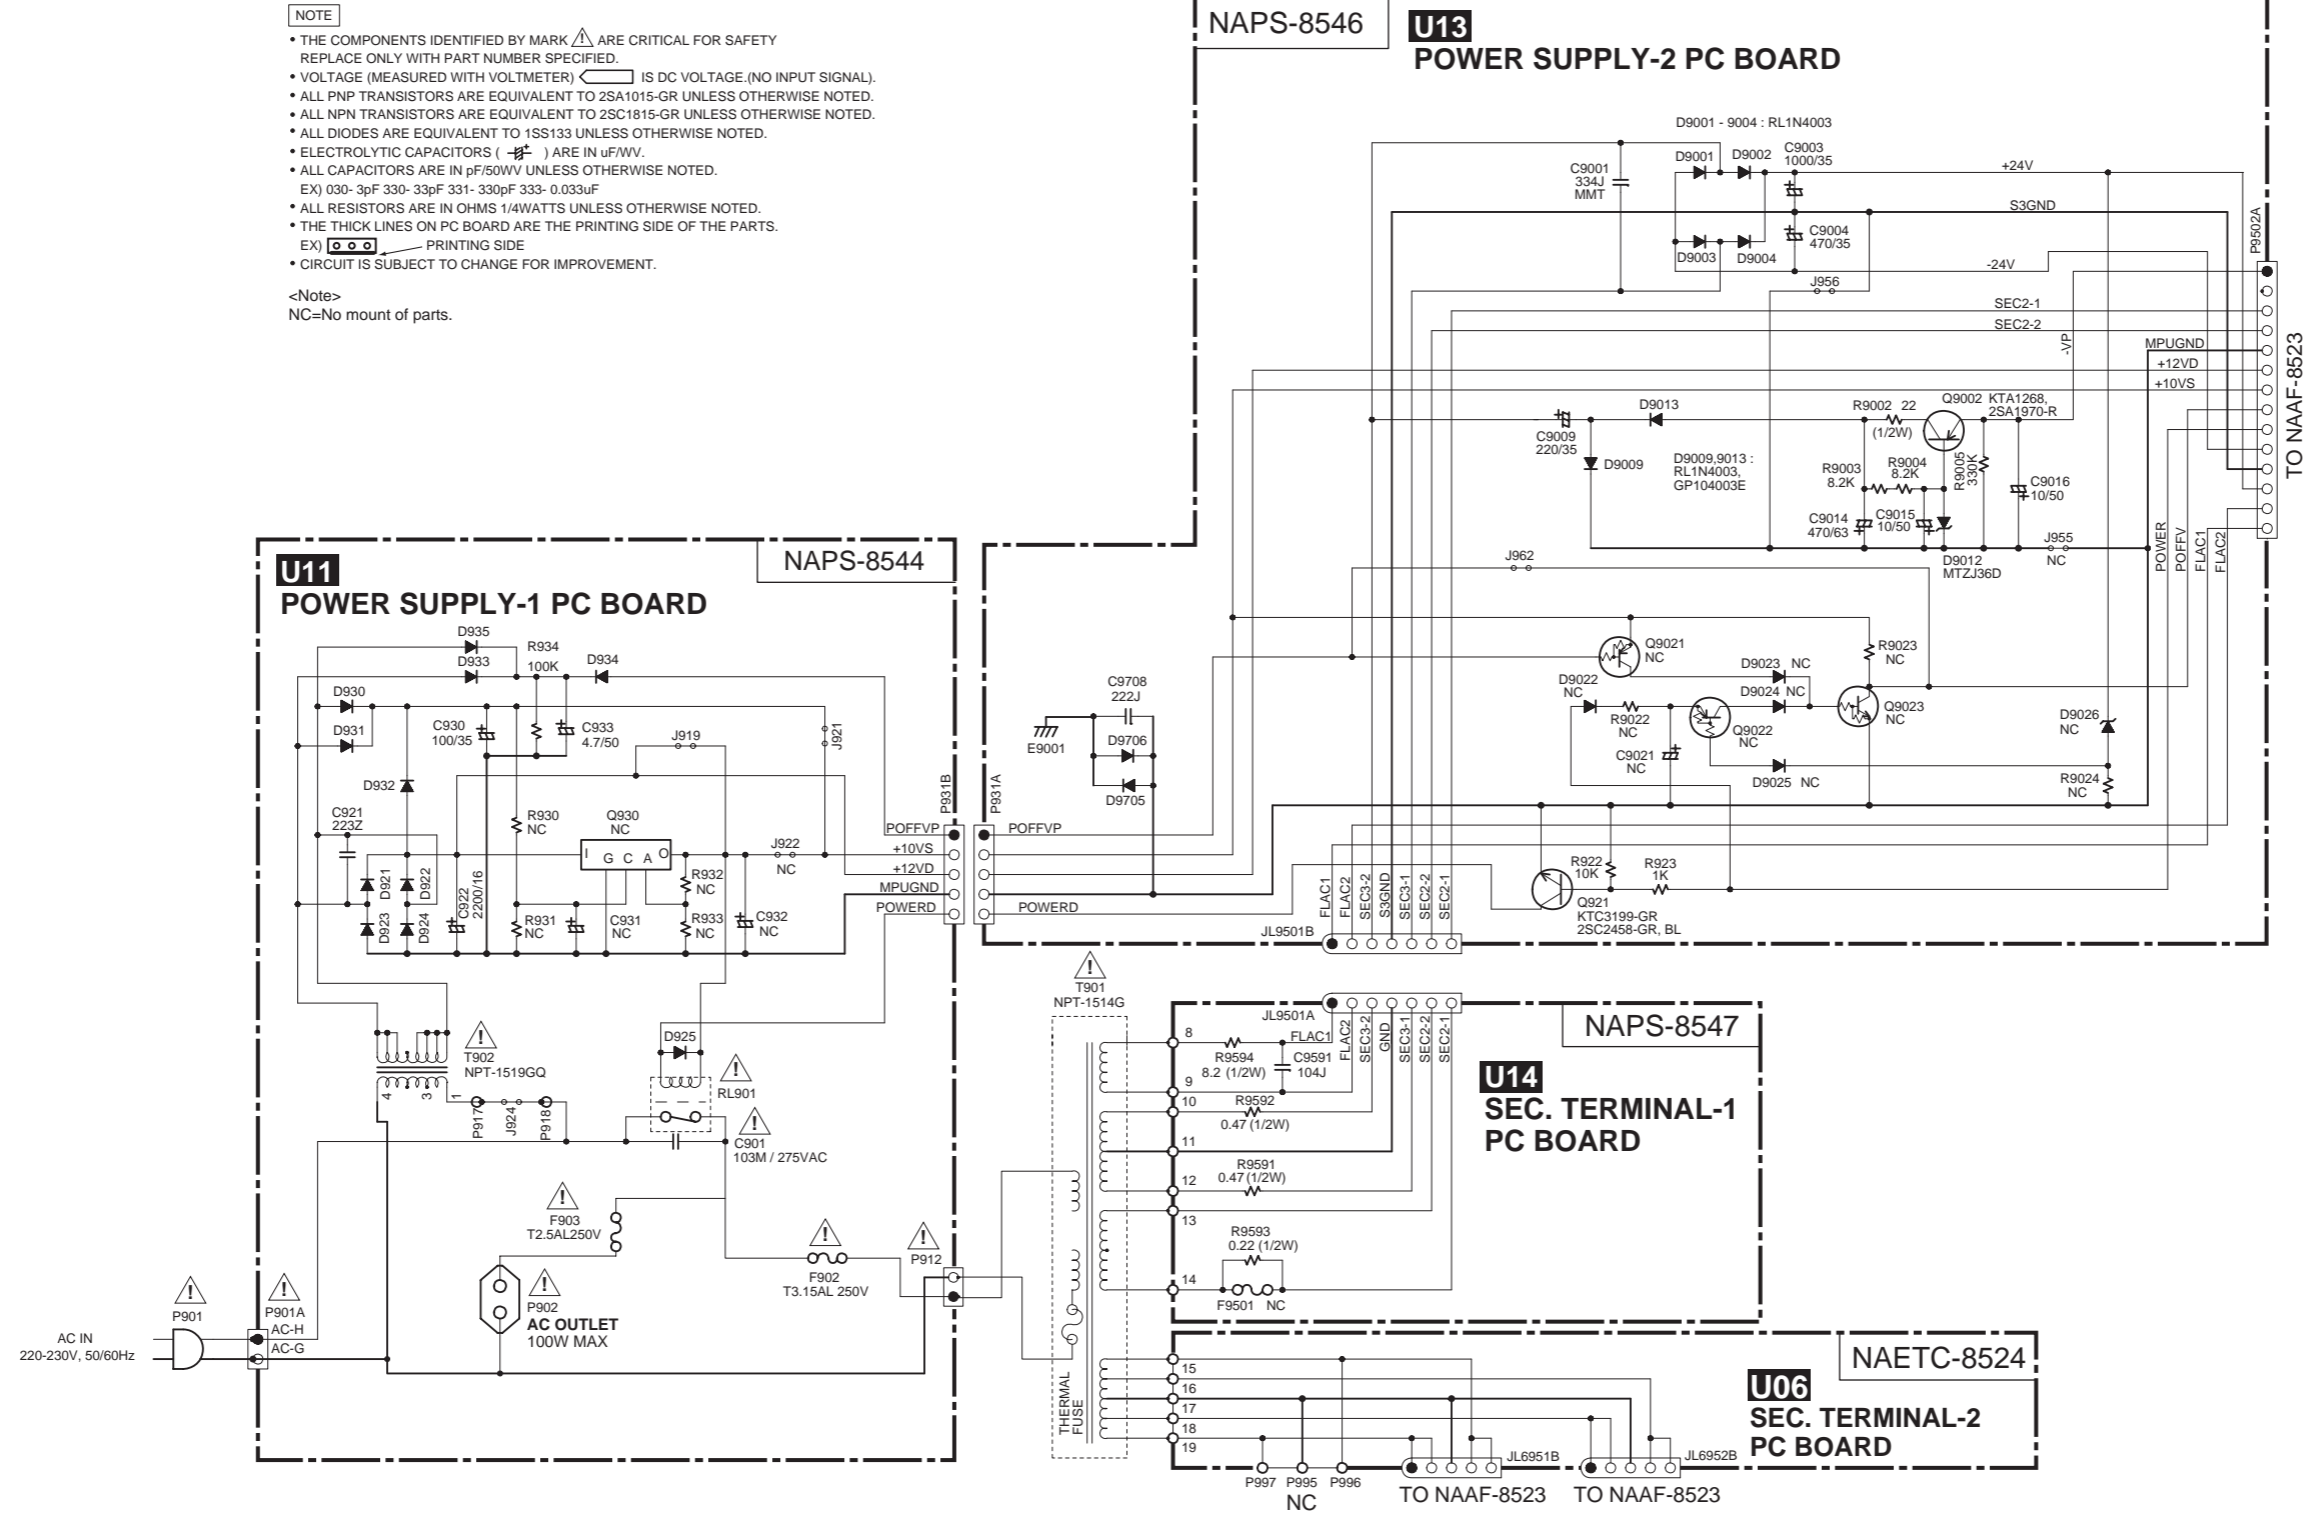 NOTE
• THE COMPONENTS IDENTIFIED BY MARK ! ARE CRITICAL FOR SAFETY
REPLACE ONLY WITH PART NUMBER SPECIFIED.
• VOLTAGE (MEASURED WITH VOLTMETER) IS DC VOLTAGE.(NO INPUT SIGNAL).
• ALL PNP TRANSISTORS ARE EQUIVALENT TO 2SA1015-GR UNLESS OTHERWISE NOTED.
• ALL NPN TRANSISTORS ARE EQUIVALENT TO 2SC1815-GR UNLESS OTHERWISE NOTED.
• ALL DIODES ARE EQUIVALENT TO 1SS133 UNLESS OTHERWISE NOTED.
• ELECTROLYTIC CAPACITORS ( + ) ARE IN uF/WV.
• ALL CAPACITORS ARE IN pF/50WV UNLESS OTHERWISE NOTED.
EX) 030- 3pF 330- 33pF 331- 330pF 333- 0.033uF
• ALL RESISTORS ARE IN OHMS 1/4WATTS UNLESS OTHERWISE NOTED.
• THE THICK LINES ON PC BOARD ARE THE PRINTING SIDE OF THE PARTS.
EX) PRINTING SIDE
• CIRCUIT IS SUBJECT TO CHANGE FOR IMPROVEMENT.
<Note>
NC=No mount of parts.
NAPS-8546
U13
POWER SUPPLY-2 PC BOARD
D9001 - 9004 : RL1N4003
C9001
334J
MMT
D9001
D9002
C9003
1000/35
+24V
S3GND
C9004
470/35
D9003
D9004
-24V
J956
SEC2-1
SEC2-2
-VP
MPUGND
+12VD
+10VS
P9502A
TO NAAF-8523
C9009
220/35
D9013
D9009
D9009,9013 :
RL1N4003,
GP104003E
R9002 22
(1/2W)
Q9002 KTA1268,
2SA1970-R
R9003
8.2K
R9004
8.2K
R9005
330K
C9016
10/50
C9014
470/63
C9015
10/50
D9012
MTZJ36D
J955
NC
POWER
POFFV
FLAC1
FLAC2
J962
Q9021
NC
R9023
NC
D9023 NC
D9022
NC
D9024 NC
R9022
NC
Q9022
NC
Q9023
NC
C9021
NC
D9025 NC
D9026
NC
R9024
NC
C9708
222J
E9001
D9706
D9705
P931A
POFFVP
POWERD
R922
10K
R923
1K
Q921
KTC3199-GR
2SC2458-GR, BL
FLAC1
FLAC2
SEC3-2
S3GND
SEC3-1
SEC2-2
SEC2-1
JL9501B
U11
NAPS-8544
POWER SUPPLY-1 PC BOARD
D935
R934
D933
100K
D934
D930
D931
C930
100/35
C933
4.7/50
J919
J921
D932
C921
223Z
R930
NC
Q930
NC
I G C A O
J922
NC
P931B
POFFVP
+10VS
+12VD
MPUGND
POWERD
D921
D922
D923
D924
C922
2200/16
R931
NC
C931
NC
R932
NC
R933
NC
C932
NC
T902
NPT-1519GQ
4
3
1
P917
J924
P918
D925
RL901
C901
103M / 275VAC
F903
T2.5AL250V
P902
AC OUTLET
100W MAX
F902
T3.15AL 250V
P912
P901
P901A
AC-H
AC-G
AC IN
220-230V, 50/60Hz
T901
NPT-1514G
THERMAL
FUSE
JL9501A
NAPS-8547
U14
SEC. TERMINAL-1
PC BOARD
8
R9594
8.2 (1/2W)
FLAC1
C9591
104J
FLAC2
SEC3-2
GND
SEC3-1
SEC2-2
SEC2-1
9
10
R9592
0.47 (1/2W)
11
R9591
0.47 (1/2W)
12
13
R9593
0.22 (1/2W)
14
F9501 NC
NAETC-8524
U06
SEC. TERMINAL-2
PC BOARD
15
16
17
18
19
JL6951B
JL6952B
P997
P995
P996
NC
TO NAAF-8523
TO NAAF-8523